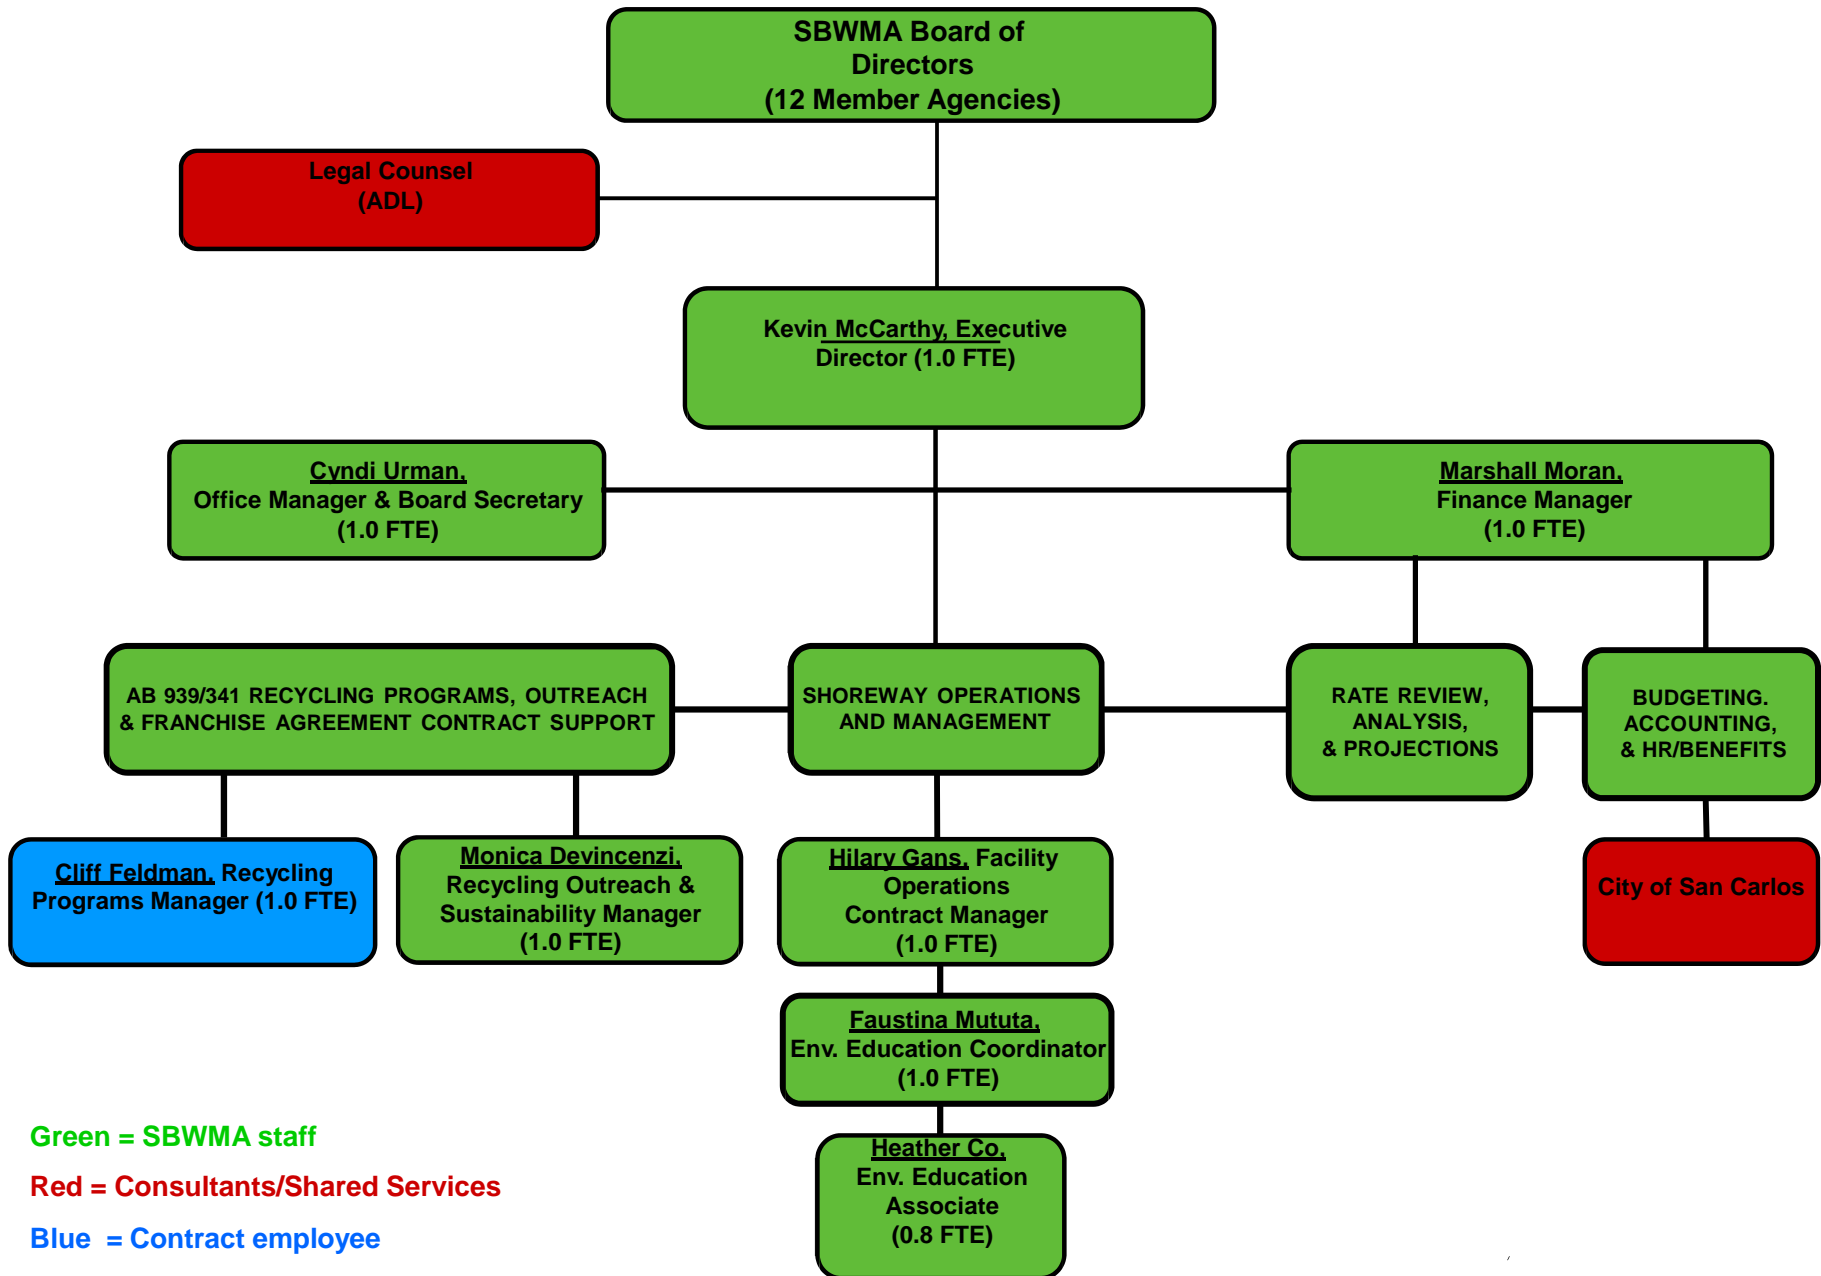 SBWMA Board of
Directors
(12 Member Agencies)
Legal Counsel
(ADL)
Kevin McCarthy, Executive
Director (1.0 FTE)
Cyndi Urman,
Office Manager & Board Secretary
(1.0 FTE)
Marshall Moran,
Finance Manager
(1.0 FTE)
AB 939/341 RECYCLING PROGRAMS, OUTREACH
& FRANCHISE AGREEMENT CONTRACT SUPPORT
SHOREWAY OPERATIONS
AND MANAGEMENT
RATE REVIEW,
ANALYSIS,
& PROJECTIONS
BUDGETING.
ACCOUNTING,
& HR/BENEFITS
Cliff Feldman, Recycling
Programs Manager (1.0 FTE)
Monica Devincenzi,
Recycling Outreach &
Sustainability Manager
(1.0 FTE)
Hilary Gans, Facility
Operations
Contract Manager
(1.0 FTE)
City of San Carlos
Faustina Mututa,
Env. Education Coordinator
(1.0 FTE)
Heather Co,
Env. Education
Associate
(0.8 FTE)
Green = SBWMA staff
Red = Consultants/Shared Services
Blue = Contract employee